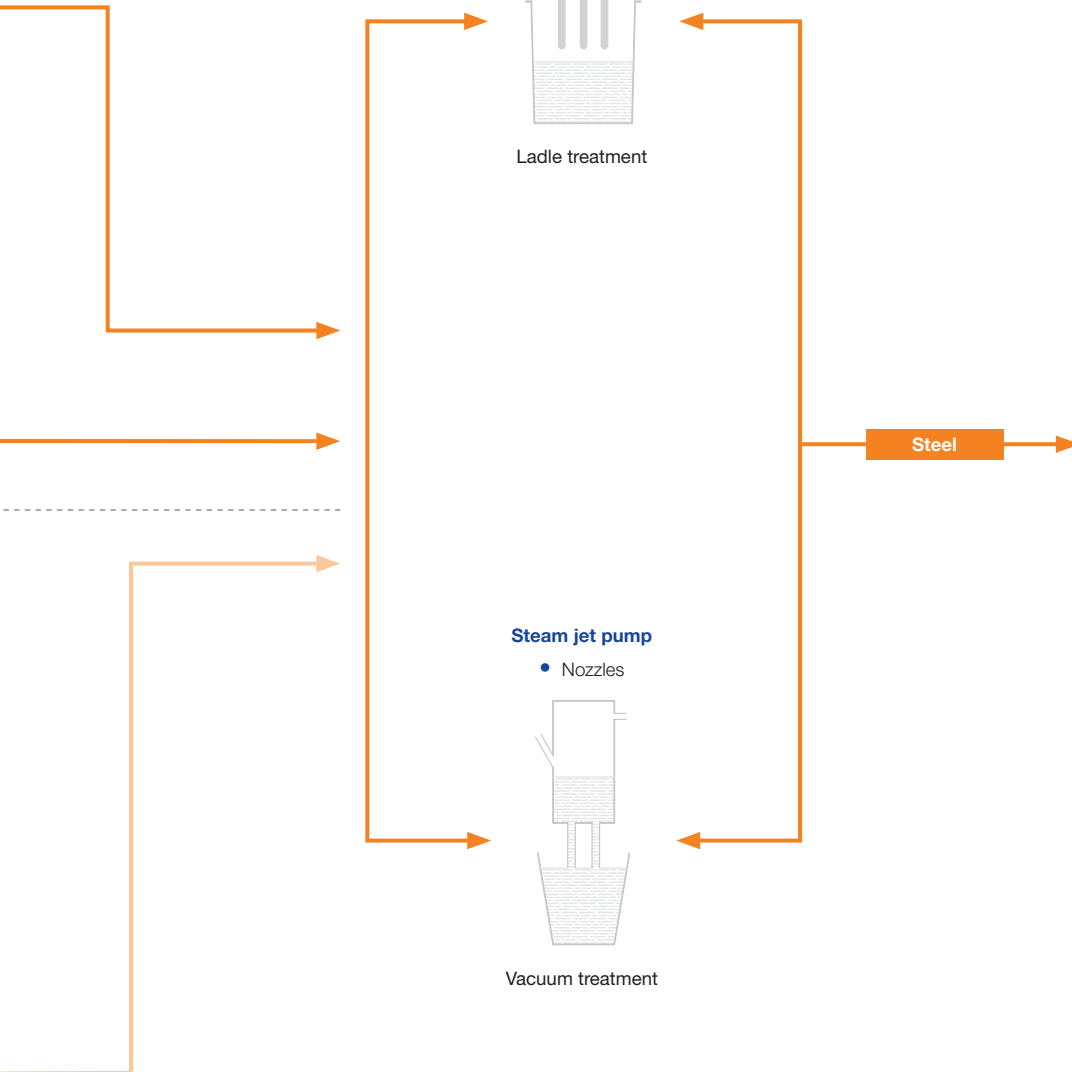 Ladle treatment
Steel
Steam jet pump
• Nozzles
Vacuum treatment